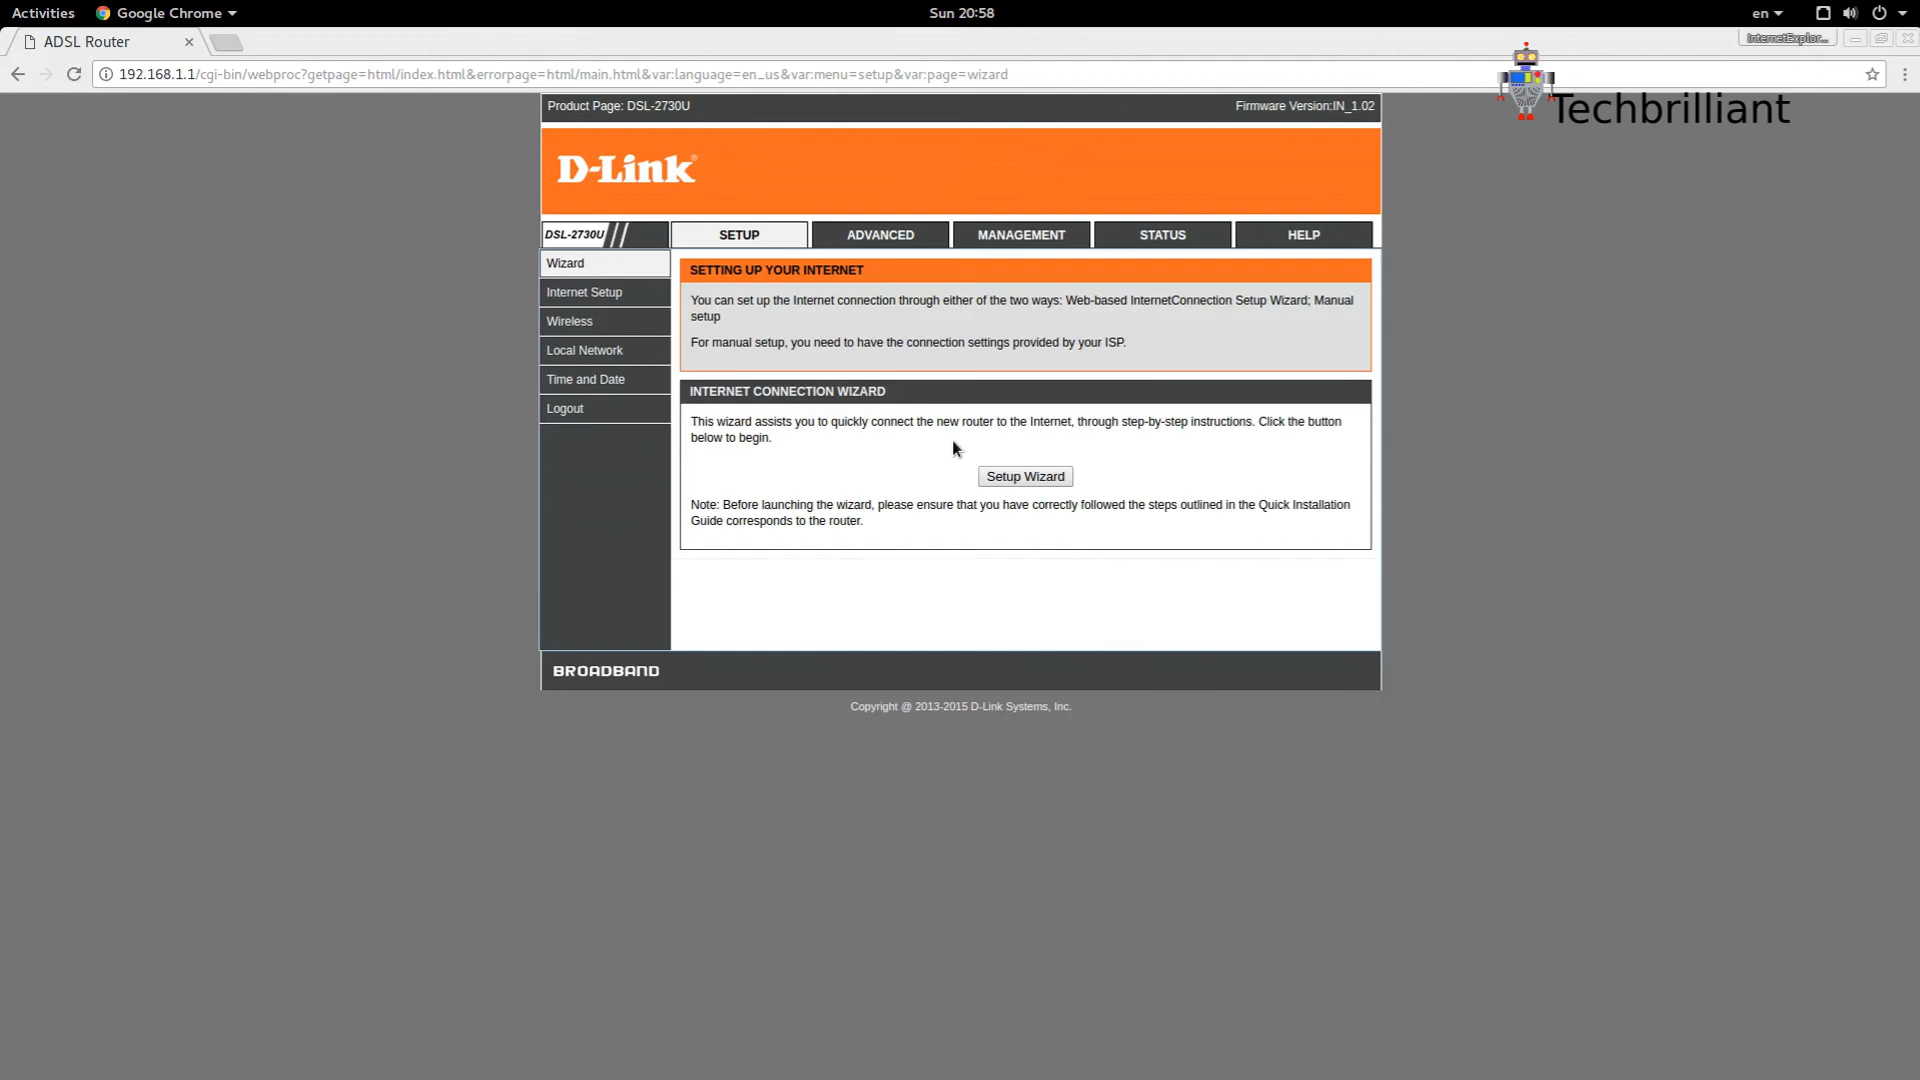 Activities Google Chrome Sun 20:58 en
ADSL Router InternetExplor...
192.168.1.1/cgi-bin/webproc?getpage=html/index.html&errorpage=html/main.html&var:language=en_us&var:menu=setup&var:page=wizard
Techbrilliant
Product Page: DSL-2730U Firmware Version:IN_1.02
D-Link
DSL-2730U SETUP ADVANCED MANAGEMENT STATUS HELP
Wizard
Internet Setup
Wireless
Local Network
Time and Date
Logout
SETTING UP YOUR INTERNET
You can set up the Internet connection through either of the two ways: Web-based InternetConnection Setup Wizard; Manual
setup
For manual setup, you need to have the connection settings provided by your ISP.
INTERNET CONNECTION WIZARD
This wizard assists you to quickly connect the new router to the Internet, through step-by-step instructions. Click the button
below to begin.
Setup Wizard
Note: Before launching the wizard, please ensure that you have correctly followed the steps outlined in the Quick Installation
Guide corresponds to the router.
BROADBAND
Copyright @ 2013-2015 D-Link Systems, Inc.